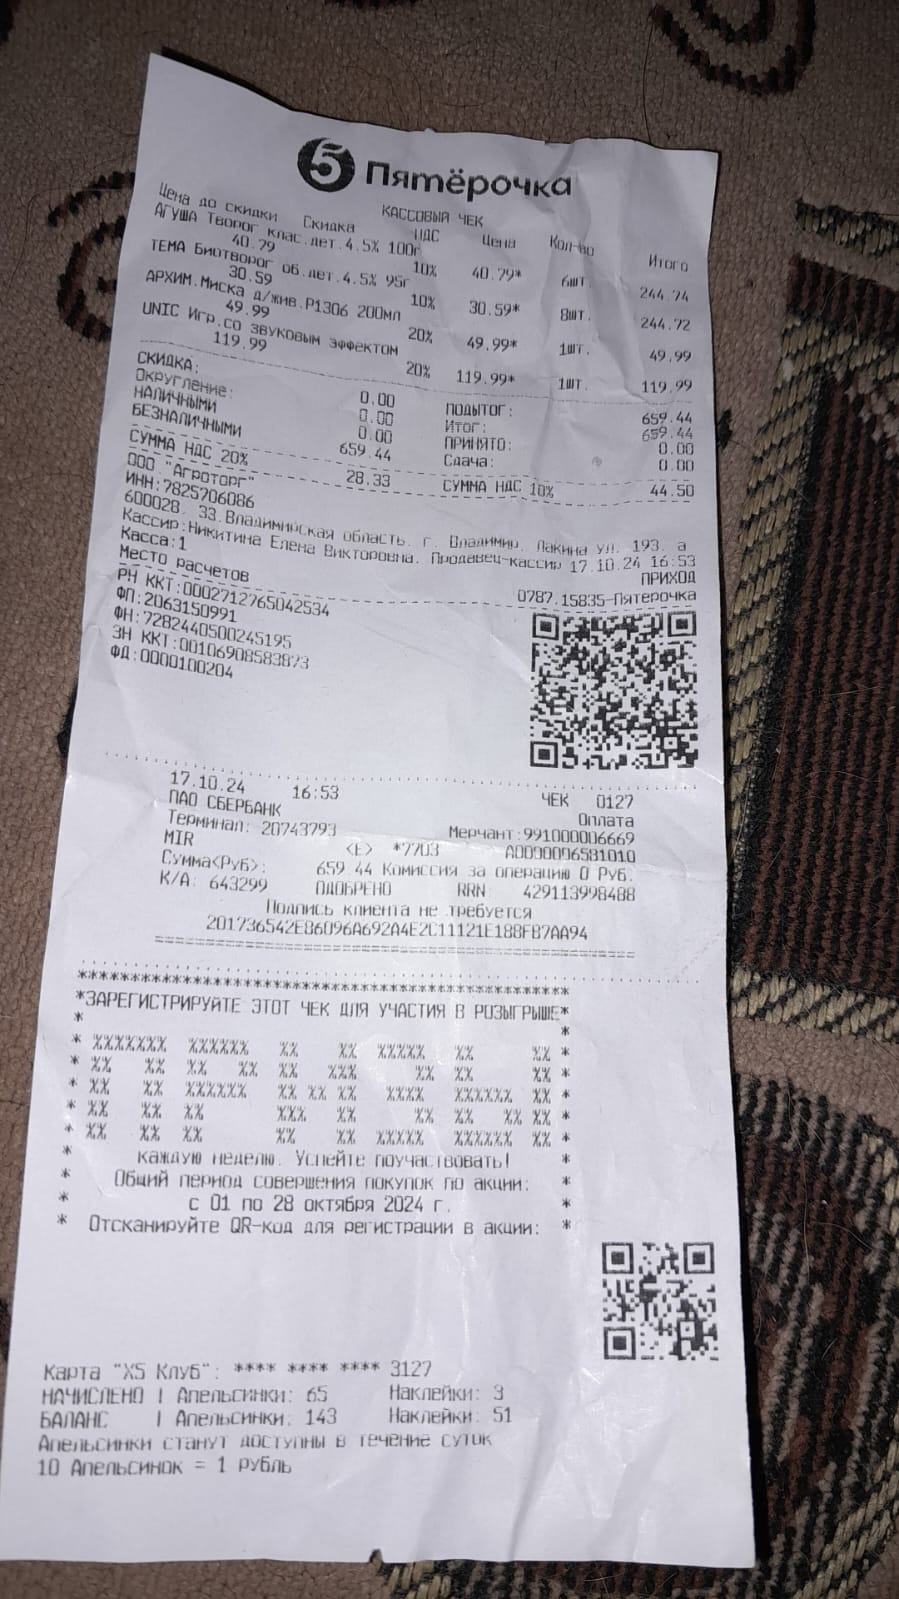 5 Пятёрочка
КАССОВЫЙ ЧЕК
Цена до скидки Скидка НДС Цена Кол-во Итого
АГУША Творог клас.дет.4.5% 100г
40.79 10% 40.79* 6шт. 244.74
ТЕМА Биотворог об.дет.4.5% 95г
30.59 10% 30.59* 8шт. 244.72
АРХИМ.Миска д/жив.Р1306 200мл
49.99 20% 49.99* 1шт. 49.99
UNIC Игр.со звуковым эффектом
119.99 20% 119.99* 1шт. 119.99
СКИДКА: 0.00 ПОДЫТОГ: 659.44
Округление: 0.00 Итог: 659.44
НАЛИЧНЫМИ 0.00 ПРИНЯТО: 0.00
БЕЗНАЛИЧНЫМИ 659.44 Сдача: 0.00
СУММА НДС 20% 28.33 СУММА НДС 10% 44.50
ООО "Агроторг"
ИНН:7825706086
600028, 33,Владимирская область, г. Владимир, Лакина ул, 193, а
Кассир:Никитина Елена Викторовна, Продавец-кассир 17.10.24 16:53
Касса:1 ПРИХОД
Место расчетов 0787,15835-Пятерочка
РН ККТ:0002712765042534
ФП:2063150991
ФН:7282440500245195
ЗН ККТ:00106908583873
ФД:0000100204
17.10.24 16:53 ЧЕК 0127
ПАО СБЕРБАНК Оплата
Терминал: 20743793 Мерчант:991000006669
MIR <E> *7703 A0000006581010
Сумма<Руб>: 659 44 Комиссия за операцию 0 Руб.
К/А: 643299 ОДОБРЕНО RRN: 429113998488
Подпись клиента не требуется
201736542E86096A692A4E2C11121E188FB7AA94
*ЗАРЕГИСТРИРУЙТЕ ЭТОТ ЧЕК ДЛЯ УЧАСТИЯ В РОЗЫГРЫШЕ*
* каждую неделю. Успейте поучаствовать! *
* Общий период совершения покупок по акции: *
* с 01 по 28 октября 2024 г. *
* Отсканируйте QR-код для регистрации в акции: *
Карта "X5 Клуб": **** **** **** 3127
НАЧИСЛЕНО | Апельсинки: 65 Наклейки: 3
БАЛАНС | Апельсинки: 143 Наклейки: 51
Апельсинки станут доступны в течение суток
10 Апельсинок = 1 рубль